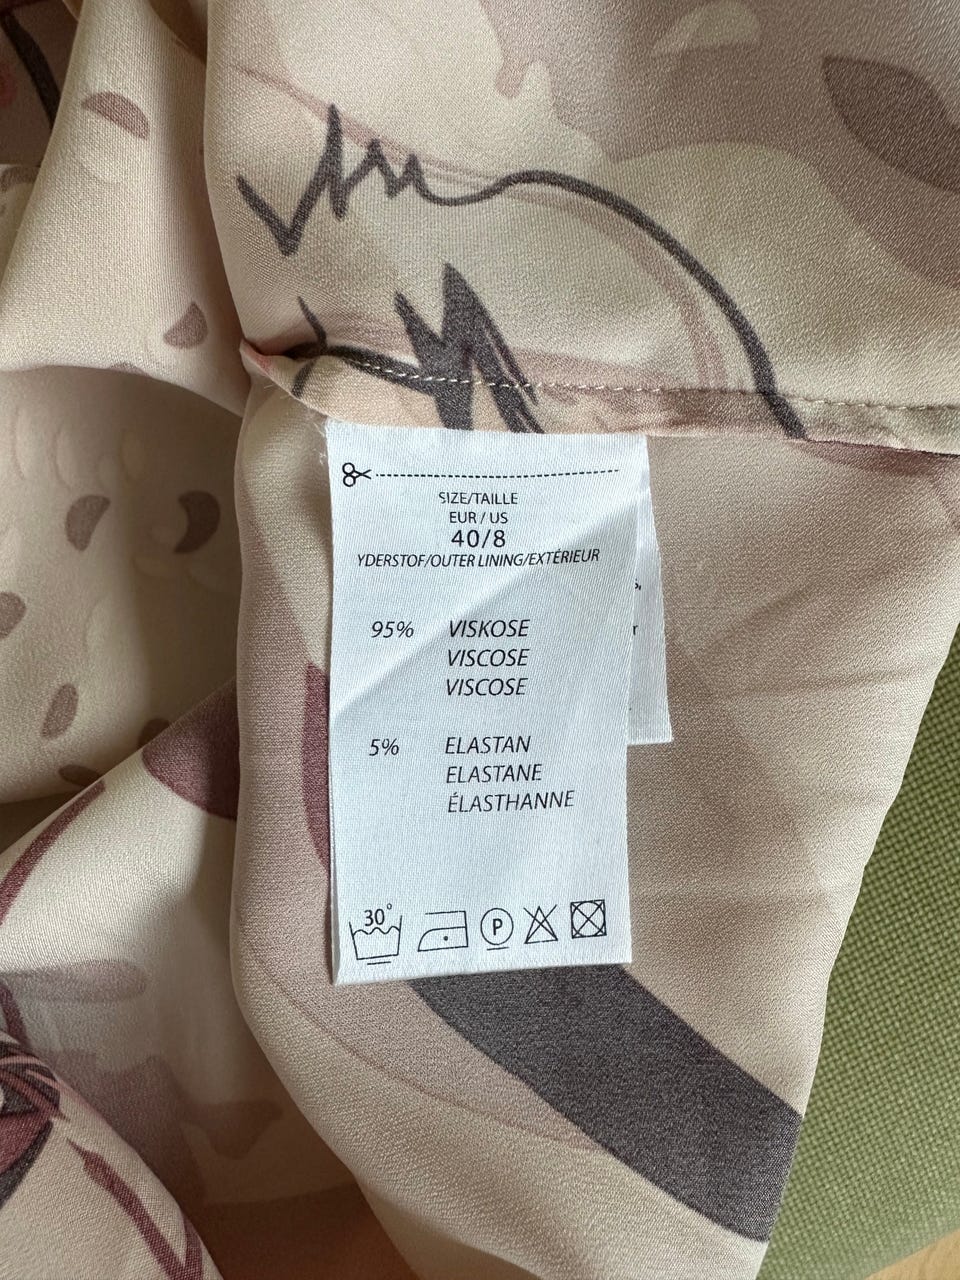 SIZE/TAILLE
EUR / US
40/8
YDERSTOF/OUTER LINING/EXTÉRIEUR
95% VISKOSE
VISCOSE
VISCOSE
5% ELASTAN
ELASTANE
ÉLASTHANNE
30°
P